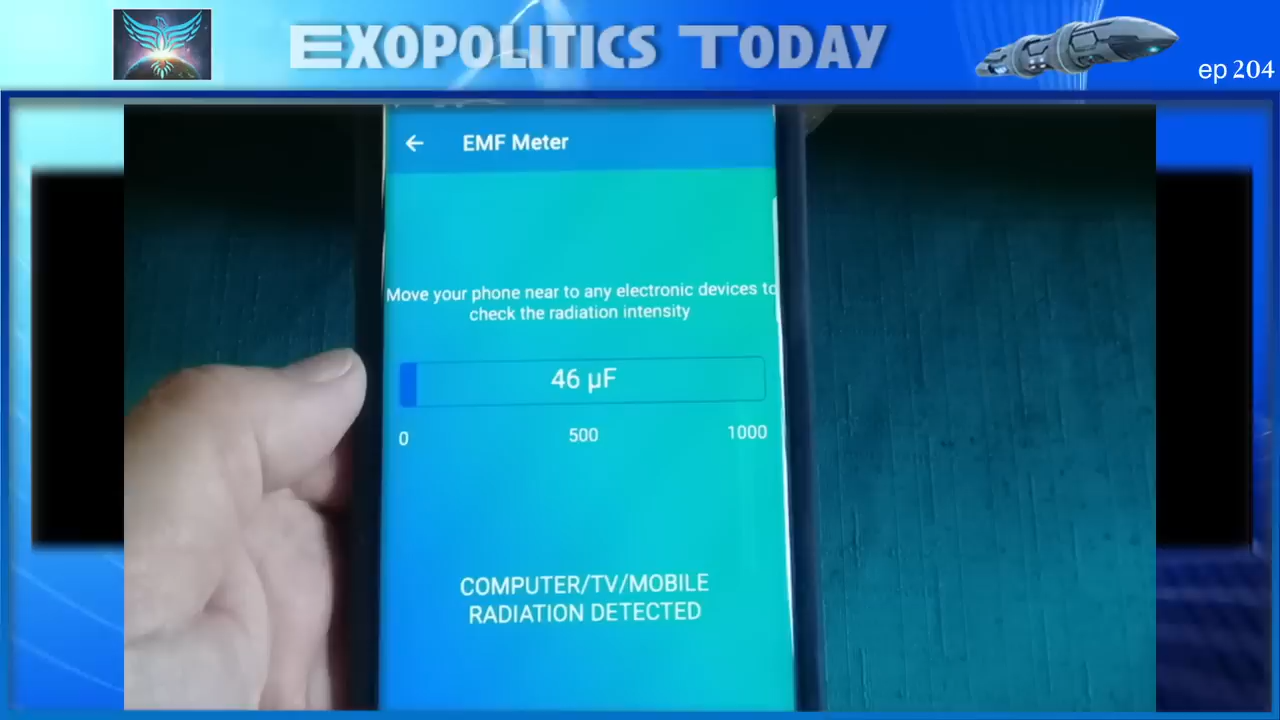 EXOPOLITICS TODAY
ep 204
EMF Meter
Move your phone near to any electronic devices to
check the radiation intensity
46 µF
0 500 1000
COMPUTER/TV/MOBILE
RADIATION DETECTED